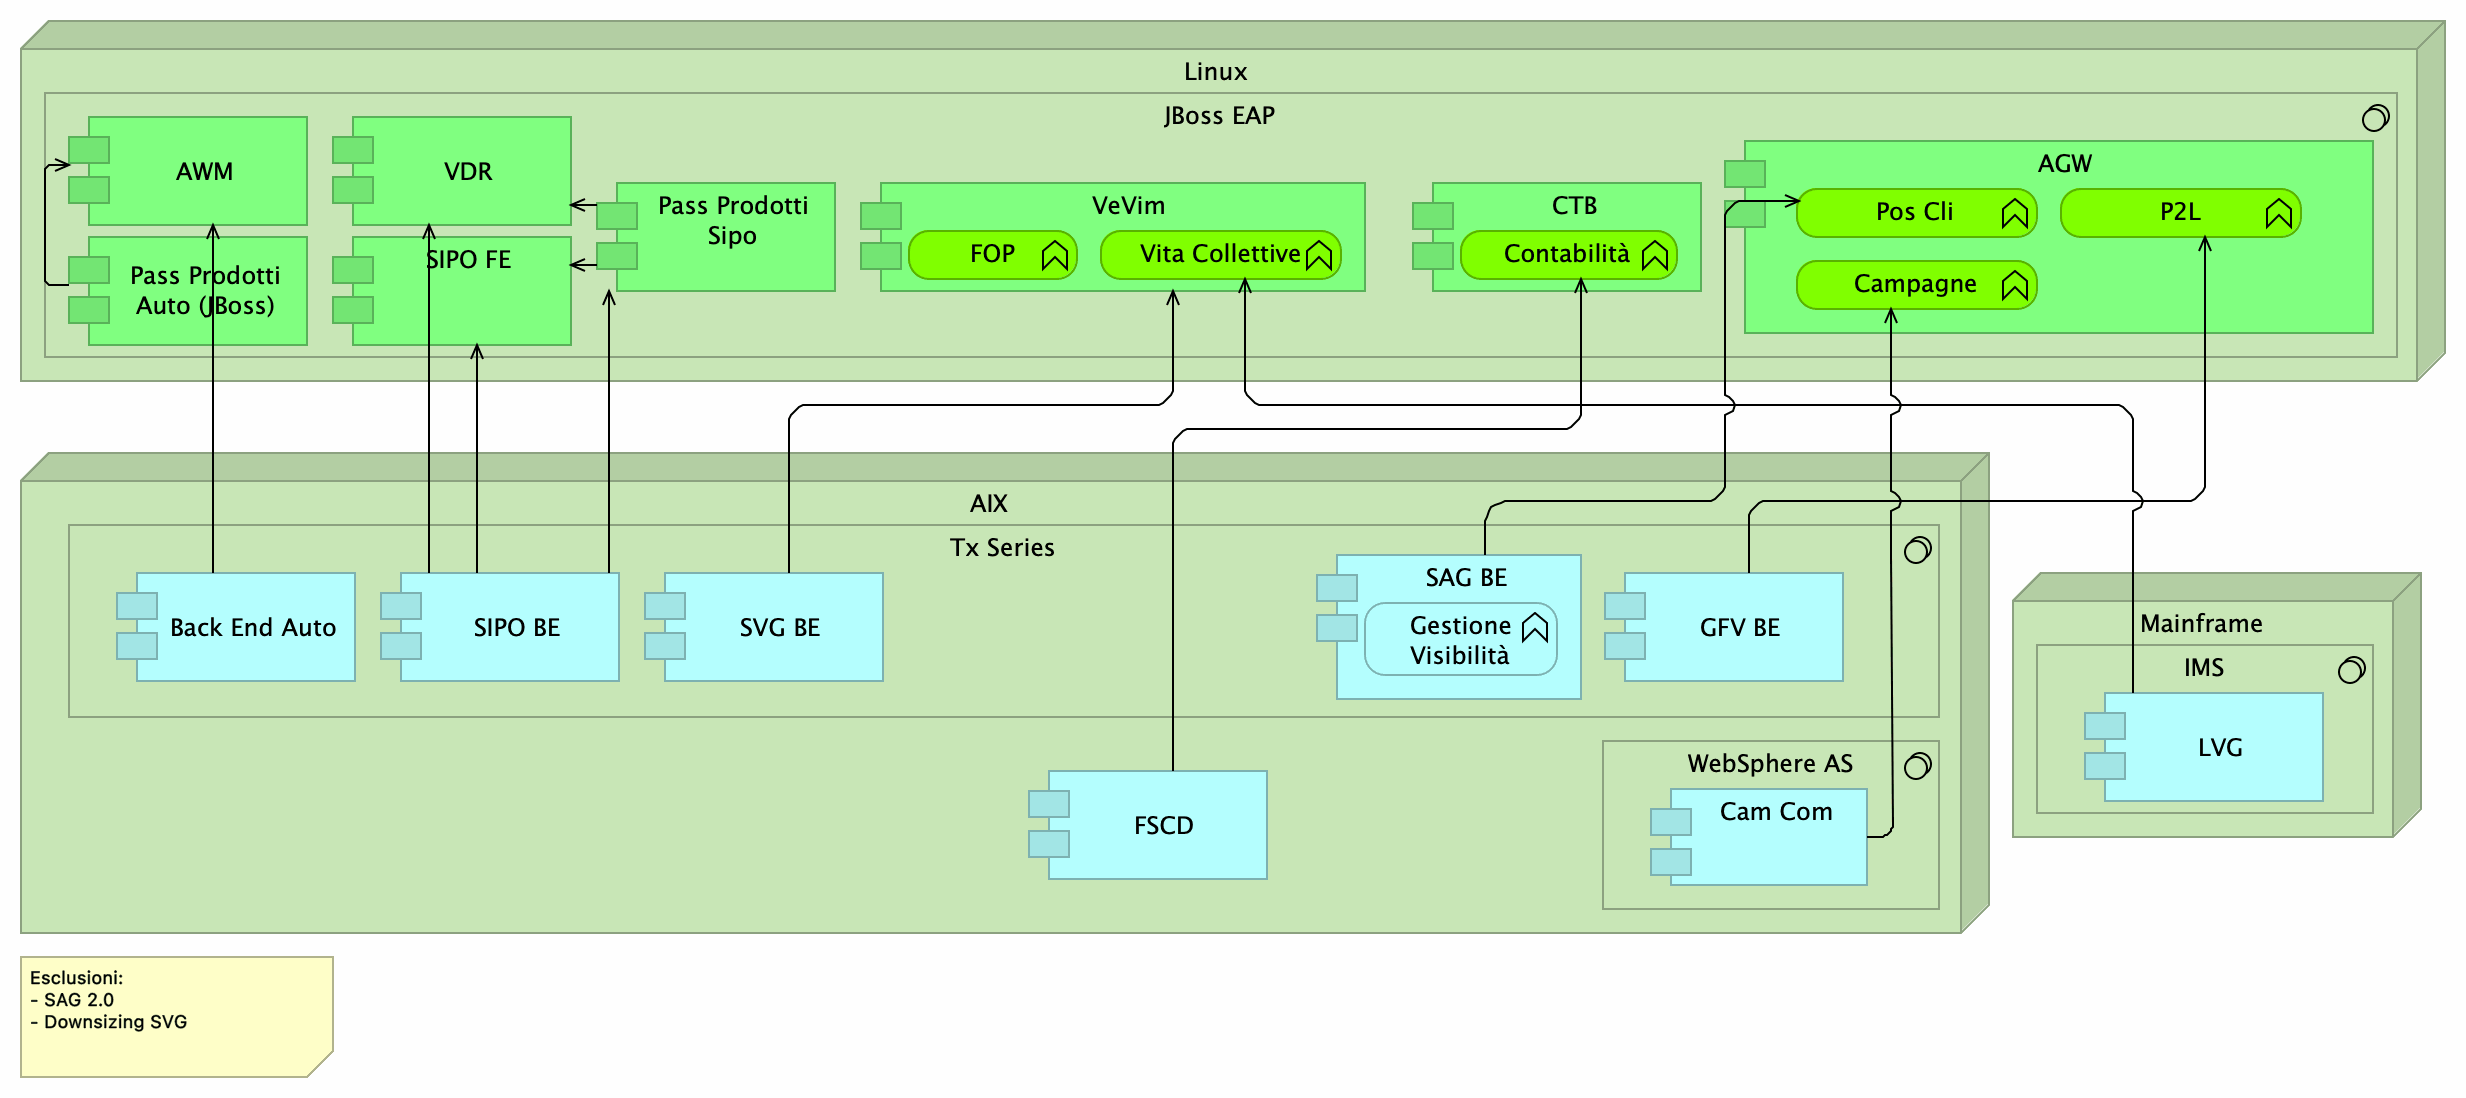 Linux
JBoss EAP
AWM
VDR
Pass Prodotti
Sipo
VeVim
FOP
Vita Collettive
CTB
Contabilità
AGW
Pos Cli
P2L
Campagne
Pass Prodotti
Auto (JBoss)
SIPO FE
AIX
Tx Series
Back End Auto
SIPO BE
SVG BE
SAG BE
Gestione
Visibilità
GFV BE
FSCD
WebSphere AS
Cam Com
Mainframe
IMS
LVG
Esclusioni:
- SAG 2.0
- Downsizing SVG